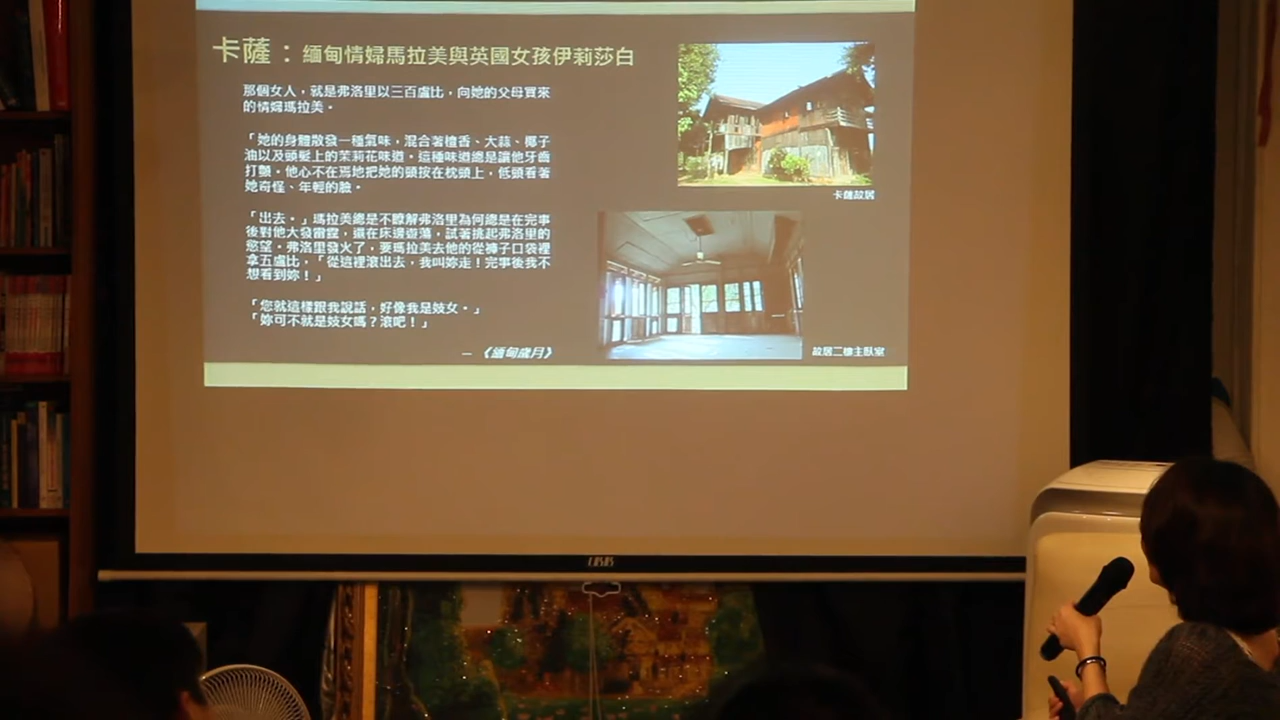 卡薩：緬甸情婦馬拉美與英國女孩伊莉莎白
那個女人，就是弗洛里以三百盧比，向她的父母買來
的情婦瑪拉美。
「她的身體散發一種氣味，混合著檀香、大蒜、椰子
油以及頭髮上的茉莉花味道。這種味道總是讓他牙齒
打顫。他心不在焉地把她的頭按在枕頭上，低頭看著
她奇怪、年輕的臉。
「出去。」瑪拉美總是不瞭解弗洛里為何總是在完事
後對他大發雷霆，還在床邊遊蕩，試著挑起弗洛里的
慾望。弗洛里發火了，要瑪拉美去他的從褲子口袋裡
拿五盧比，「從這裡滾出去，我叫妳走！完事後我不
想看到妳！」
「您就這樣跟我說話，好像我是妓女。」
「妳可不就是妓女嗎？滾吧！」
– 《緬甸歲月》
卡薩故居
故居二樓主臥室